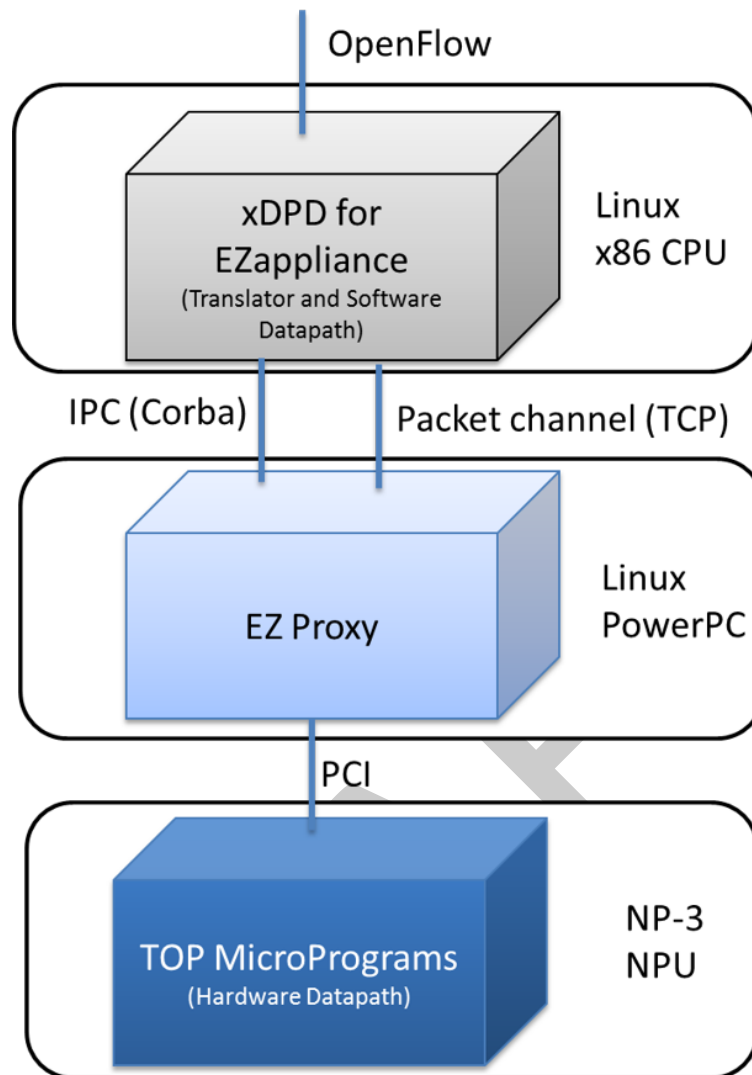 OpenFlow
xDPD for
EZappliance
(Translator and Software
Datapath)
Linux
x86 CPU
IPC (Corba)
Packet channel (TCP)
EZ Proxy
Linux
PowerPC
PCI
TOP MicroPrograms
(Hardware Datapath)
NP-3
NPU